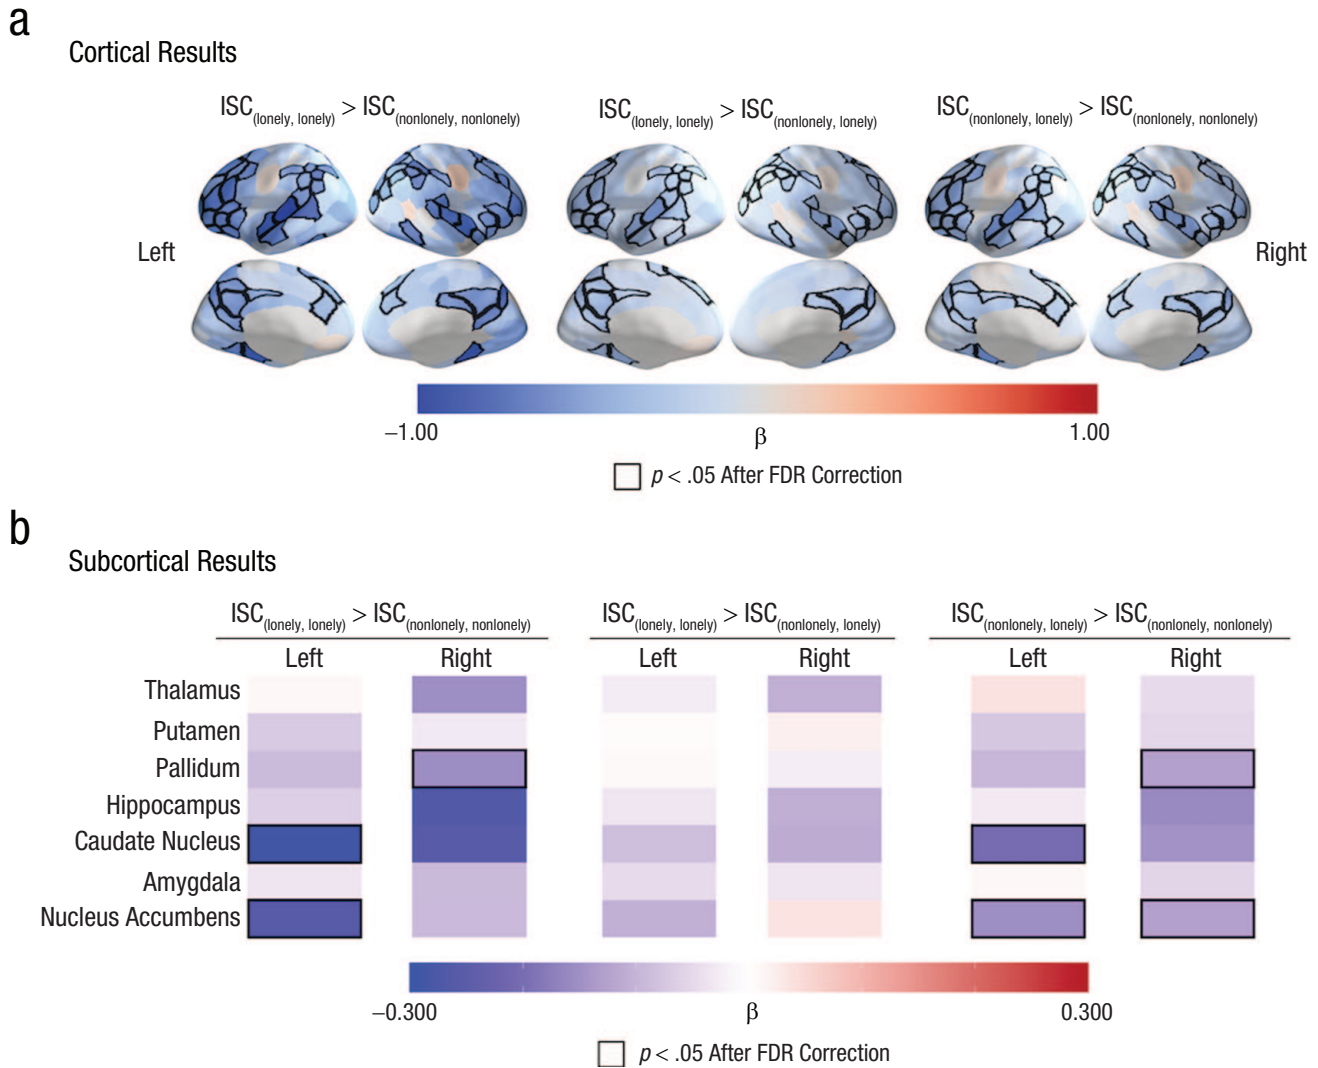 a
Cortical Results
ISC(lonely, lonely) > ISC(nonlonely, nonlonely)
ISC(lonely, lonely) > ISC(nonlonely, lonely)
ISC(nonlonely, lonely) > ISC(nonlonely, nonlonely)
Left
Right
−1.00
β
1.00
p < .05 After FDR Correction
b
Subcortical Results
ISC(lonely, lonely) > ISC(nonlonely, nonlonely)
ISC(lonely, lonely) > ISC(nonlonely, lonely)
ISC(nonlonely, lonely) > ISC(nonlonely, nonlonely)
Left
Right
Left
Right
Left
Right
Thalamus
Putamen
Pallidum
Hippocampus
Caudate Nucleus
Amygdala
Nucleus Accumbens
−0.300
β
0.300
p < .05 After FDR Correction